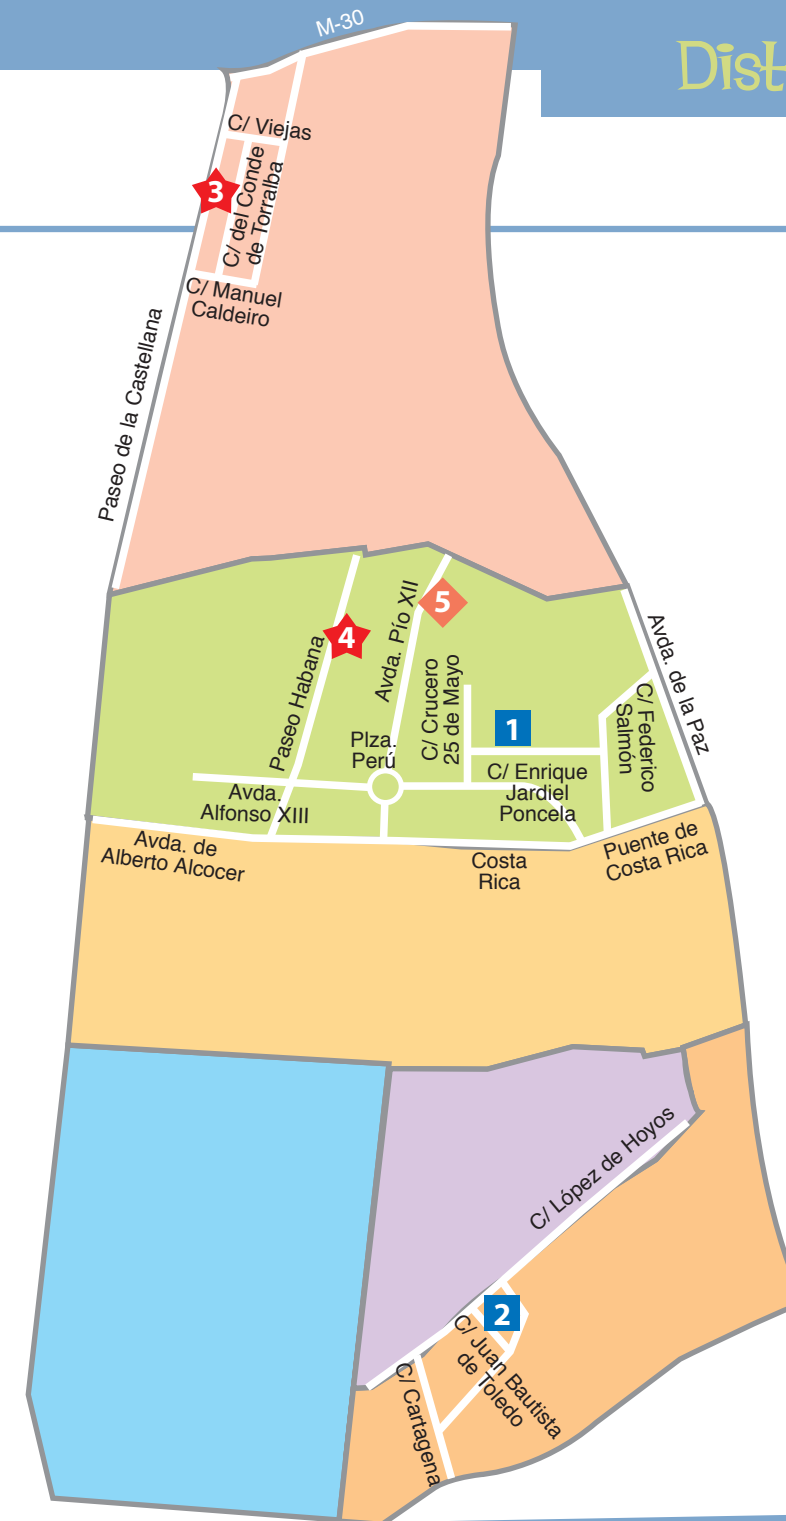 M-30
Dist
C/ Viejas
3
C/ del Conde
de Torralba
C/ Manuel
Caldeiro
Paseo de la Castellana
5
4
Avda. Pío XII
Paseo Habana
Avda. de la Paz
C/ Crucero
25 de Mayo
C/ Federico
Salmón
1
Plza.
Perú
C/ Enrique
Jardiel
Poncela
Avda.
Alfonso XIII
Avda. de
Alberto Alcocer
Costa
Rica
Puente de
Costa Rica
C/ López de Hoyos
2
C/ Juan Bautista
de Toledo
C/ Cartagena